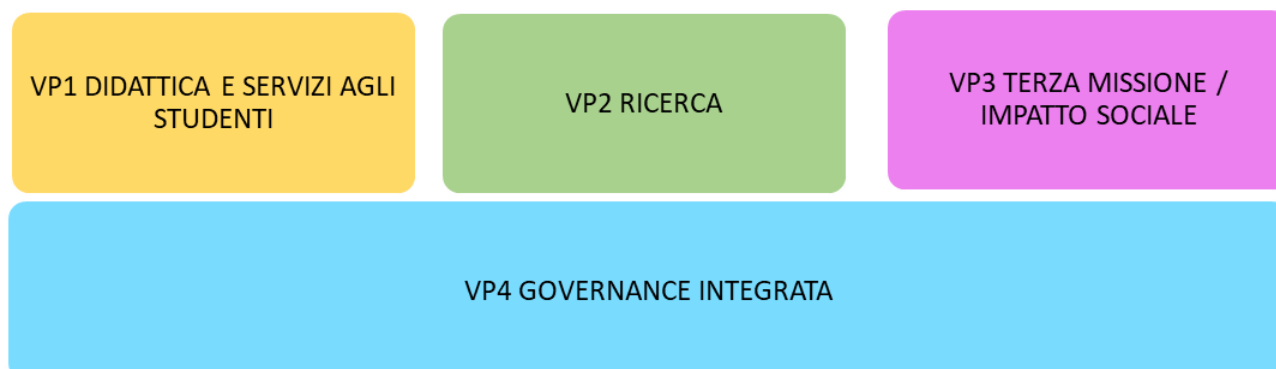 VP1 DIDATTICA E SERVIZI AGLI
STUDENTI
VP2 RICERCA
VP3 TERZA MISSIONE /
IMPATTO SOCIALE
VP4 GOVERNANCE INTEGRATA